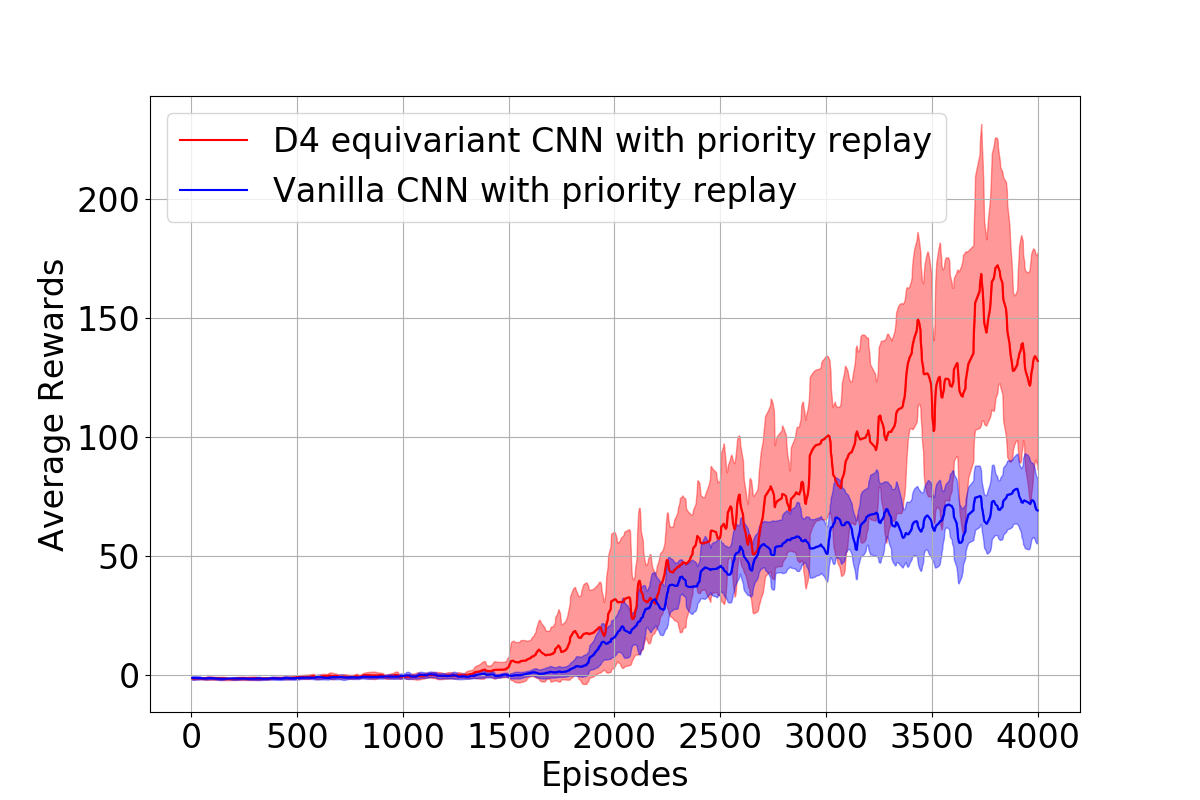 D4 equivariant CNN with priority replay
Vanilla CNN with priority replay
200
150
100
50
0
Average Rewards
0 500 1000 1500 2000 2500 3000 3500 4000
Episodes